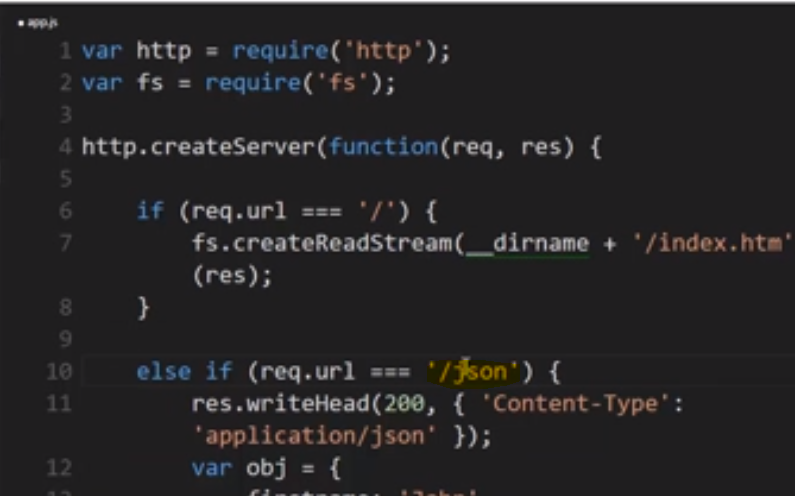 app.js
1 var http = require('http');
2 var fs = require('fs');
3
4 http.createServer(function(req, res) {
5
6 if (req.url === '/') {
7 fs.createReadStream(__dirname + '/index.htm'
(res);
8 }
9
10 else if (req.url === '/json') {
11 res.writeHead(200, { 'Content-Type':
'application/json' });
12 var obj = {